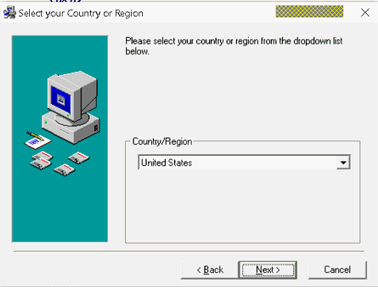 Select your Country or Region
Please select your country or region from the dropdown list
below.
Country/Region
United States
< Back
Next >
Cancel